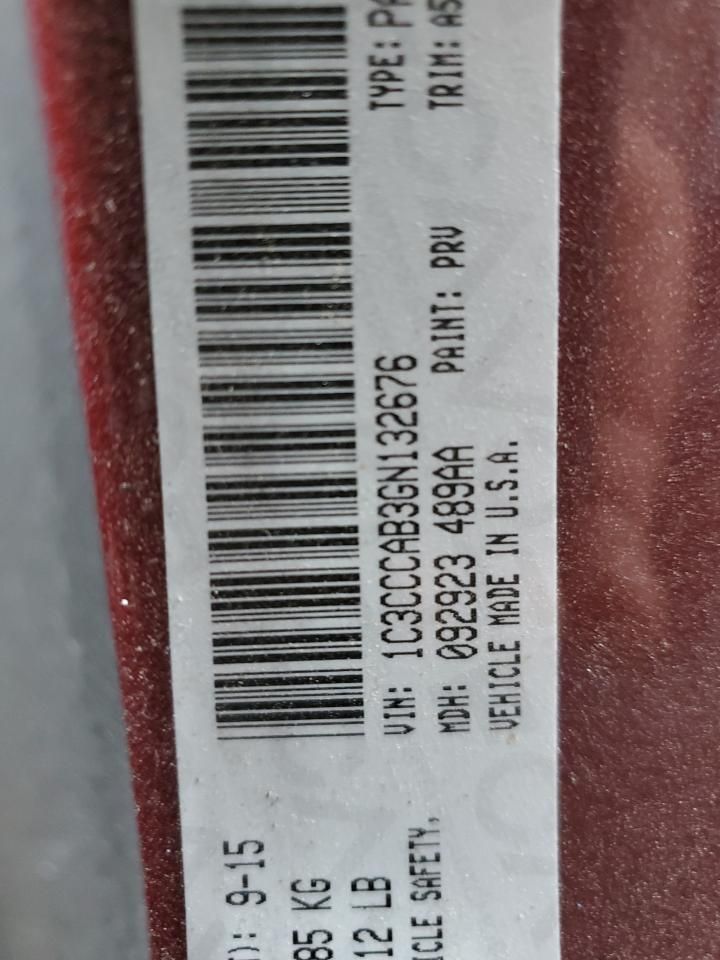 ): 9-15
85 KG
12 LB
ICLE SAFETY,
VIN: 1C3CCCAB3GN132676 TYPE: PA
MDH: 092923 489AA PAINT: PRV TRIM: A5
VEHICLE MADE IN U.S.A.